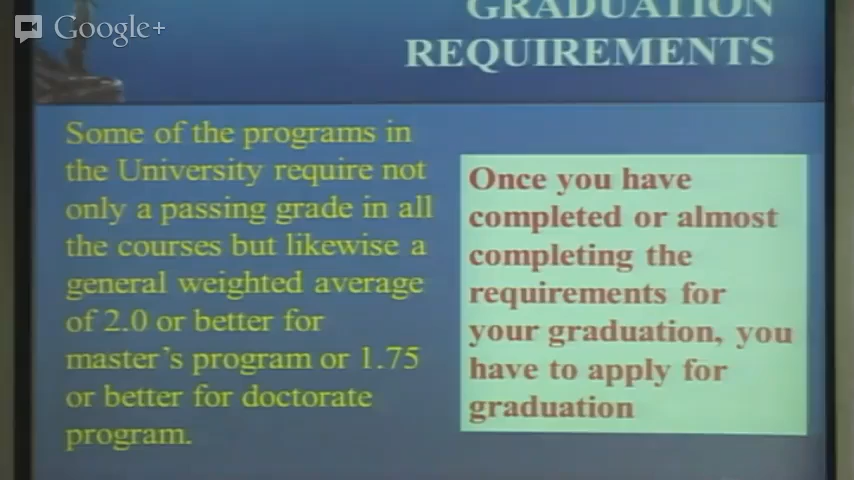 Google+
GRADUATION
REQUIREMENTS
Some of the programs in
the University require not
only a passing grade in all
the courses but likewise a
general weighted average
of 2.0 or better for
master's program or 1.75
or better for doctorate
program.
Once you have
completed or almost
completing the
requirements for
your graduation, you
have to apply for
graduation